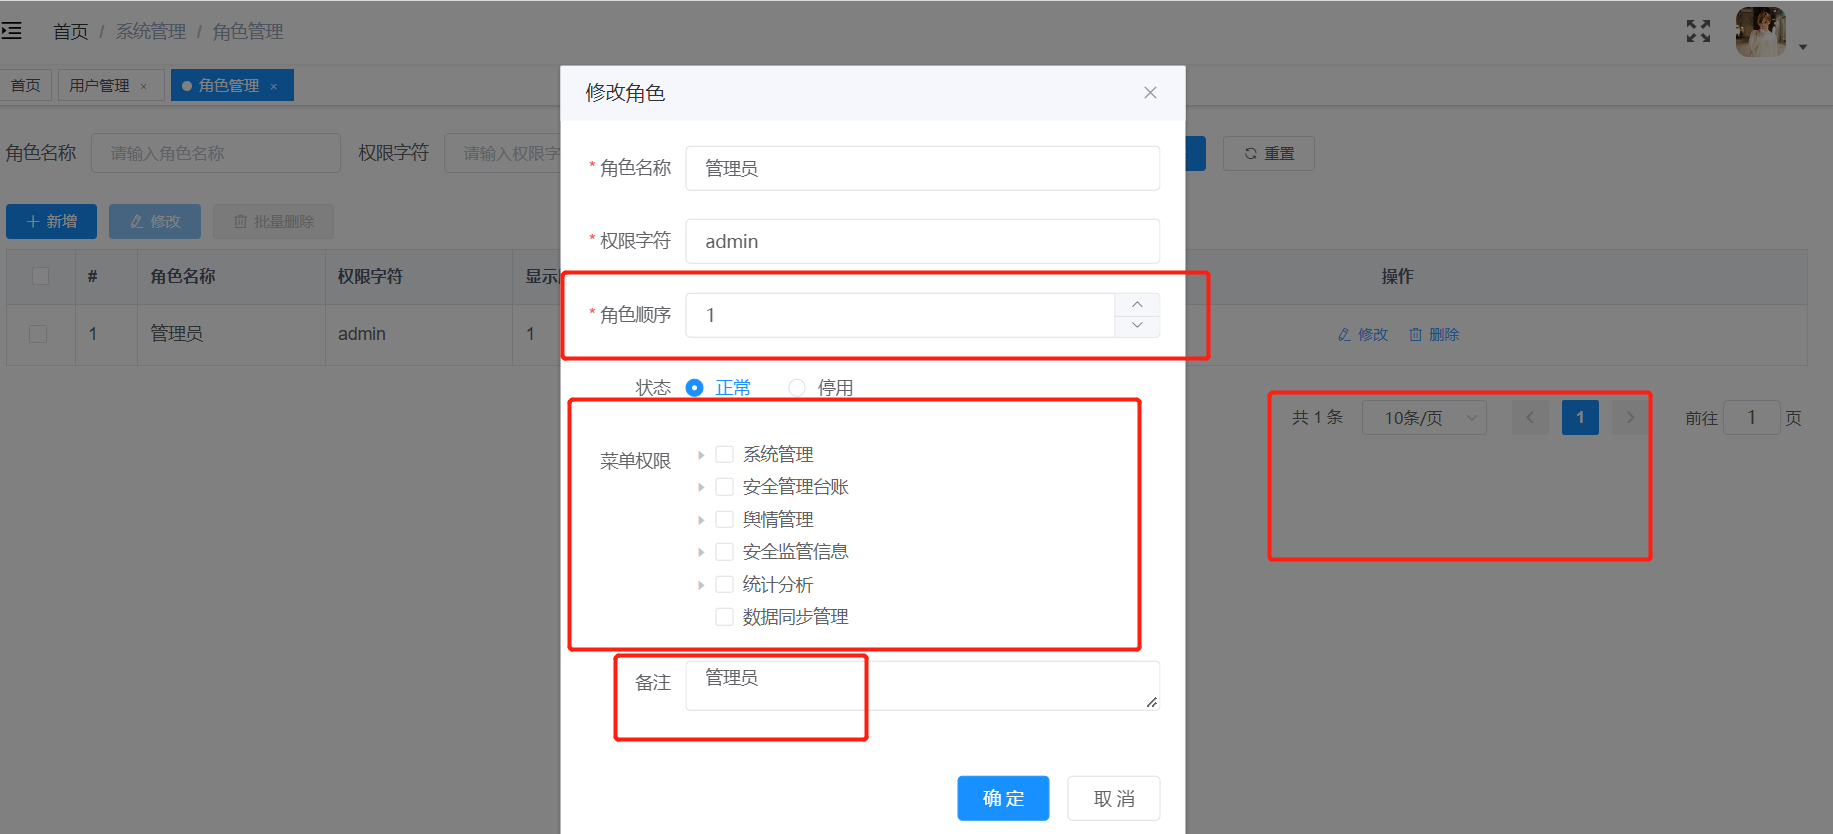 首页 / 系统管理 / 角色管理
首页 用户管理 × 角色管理 ×
角色名称 请输入角色名称 权限字符 请输入权限字 重置
新增 修改 批量删除
# 角色名称 权限字符 显示 操作
1 管理员 admin 1 修改 删除
共 1 条 10条/页 1 前往 1 页
修改角色
* 角色名称 管理员
* 权限字符 admin
* 角色顺序 1
状态 正常 停用
菜单权限 系统管理
安全管理台账
舆情管理
安全监管信息
统计分析
数据同步管理
备注 管理员
确 定 取 消